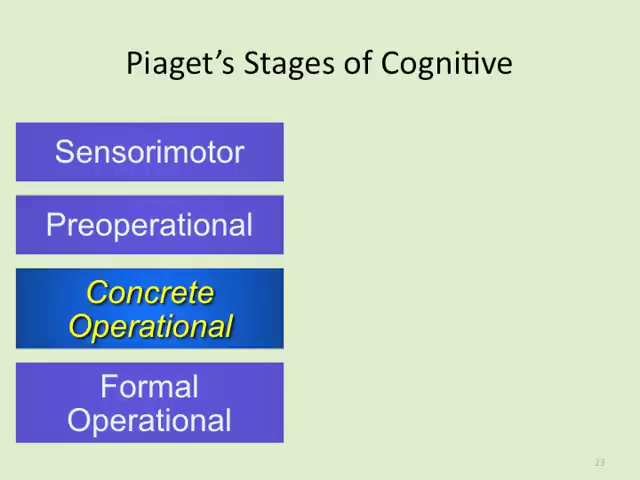 Piaget’s Stages of Cognitive
Sensorimotor
Preoperational
Concrete
Operational
Formal
Operational
23